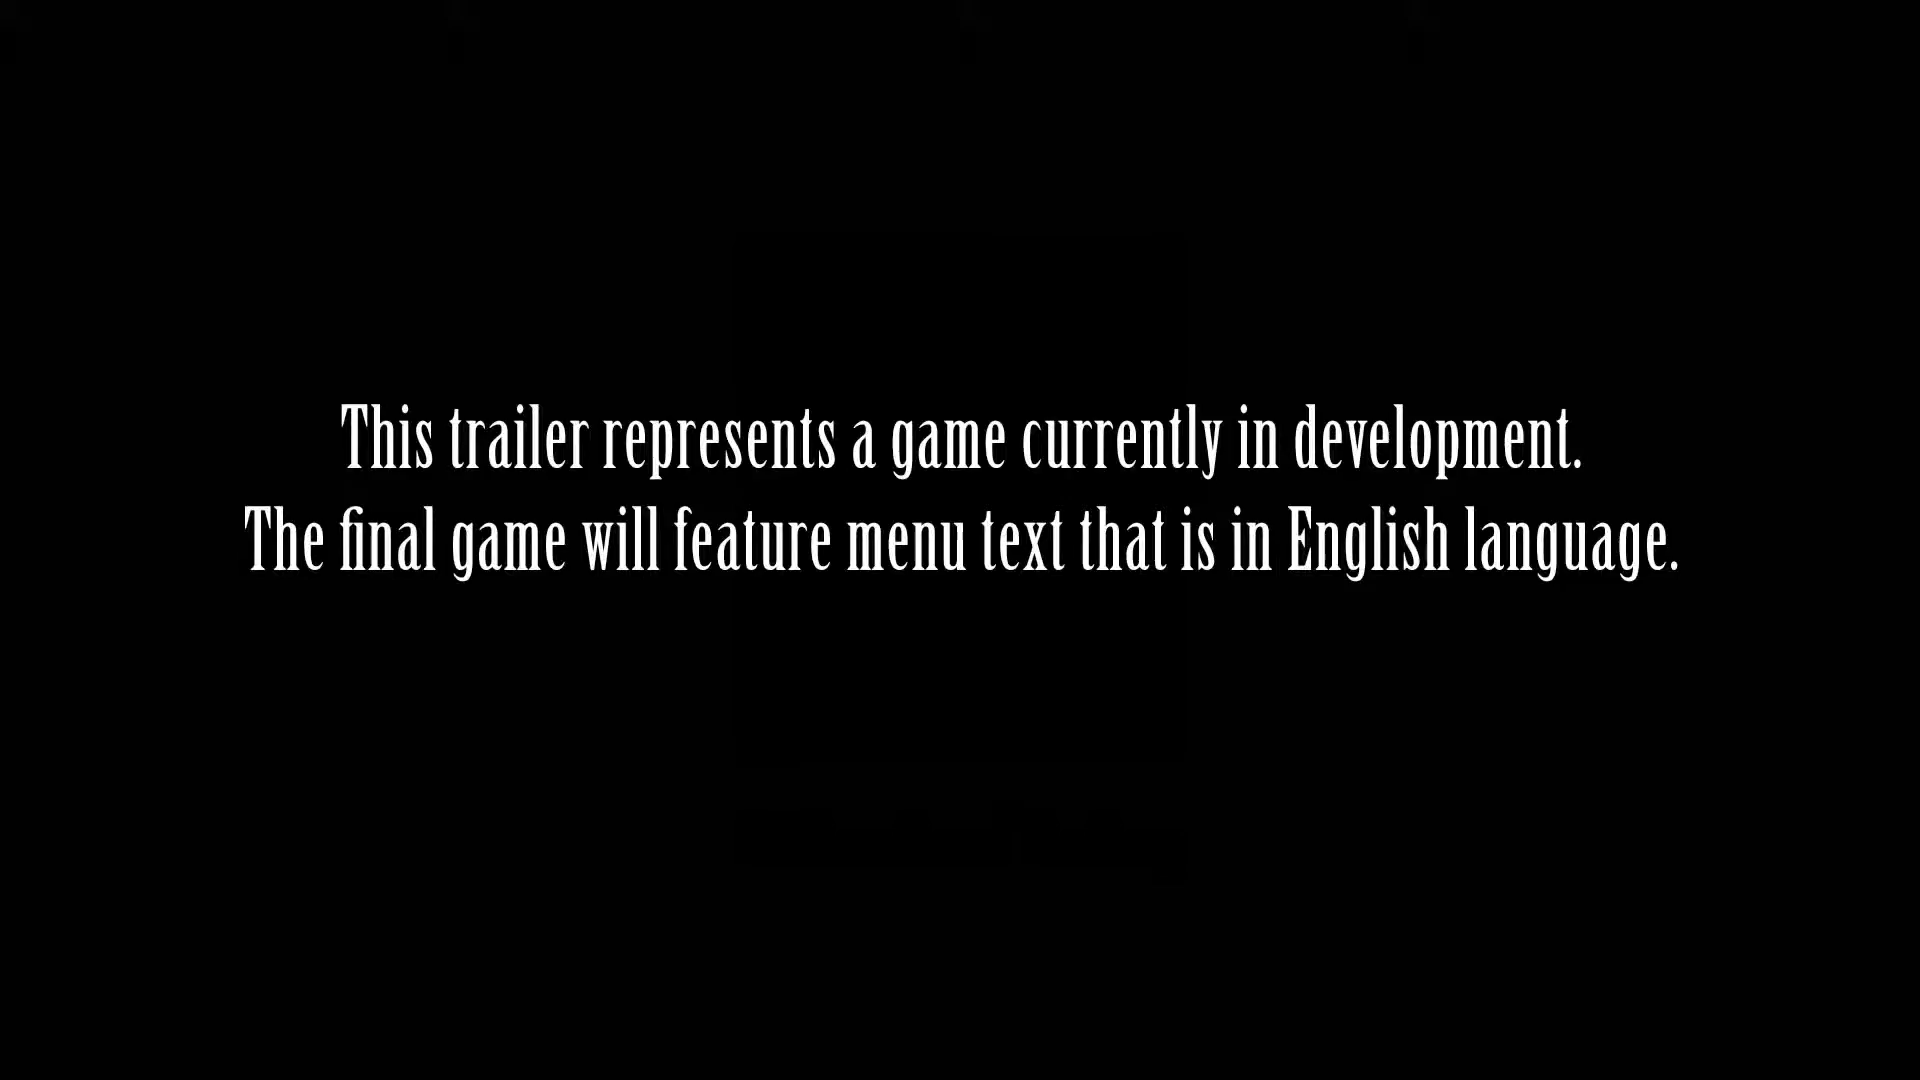 This trailer represents a game currently in development.
The final game will feature menu text that is in English language.